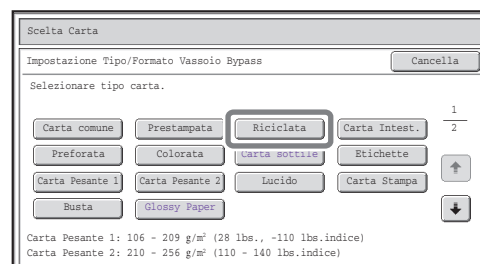 Scelta Carta
Impostazione Tipo/Formato Vassoio Bypass
Cancella
Selezionare tipo carta.
1
2
Carta comune Prestampata Riciclata Carta Intest.
Preforata Colorata Carta sottile Etichette
Carta Pesante 1 Carta Pesante 2 Lucido Carta Stampa
Busta Glossy Paper
Carta Pesante 1: 106 - 209 g/m² (28 lbs., -110 lbs.indice)
Carta Pesante 2: 210 - 256 g/m² (110 - 140 lbs.indice)